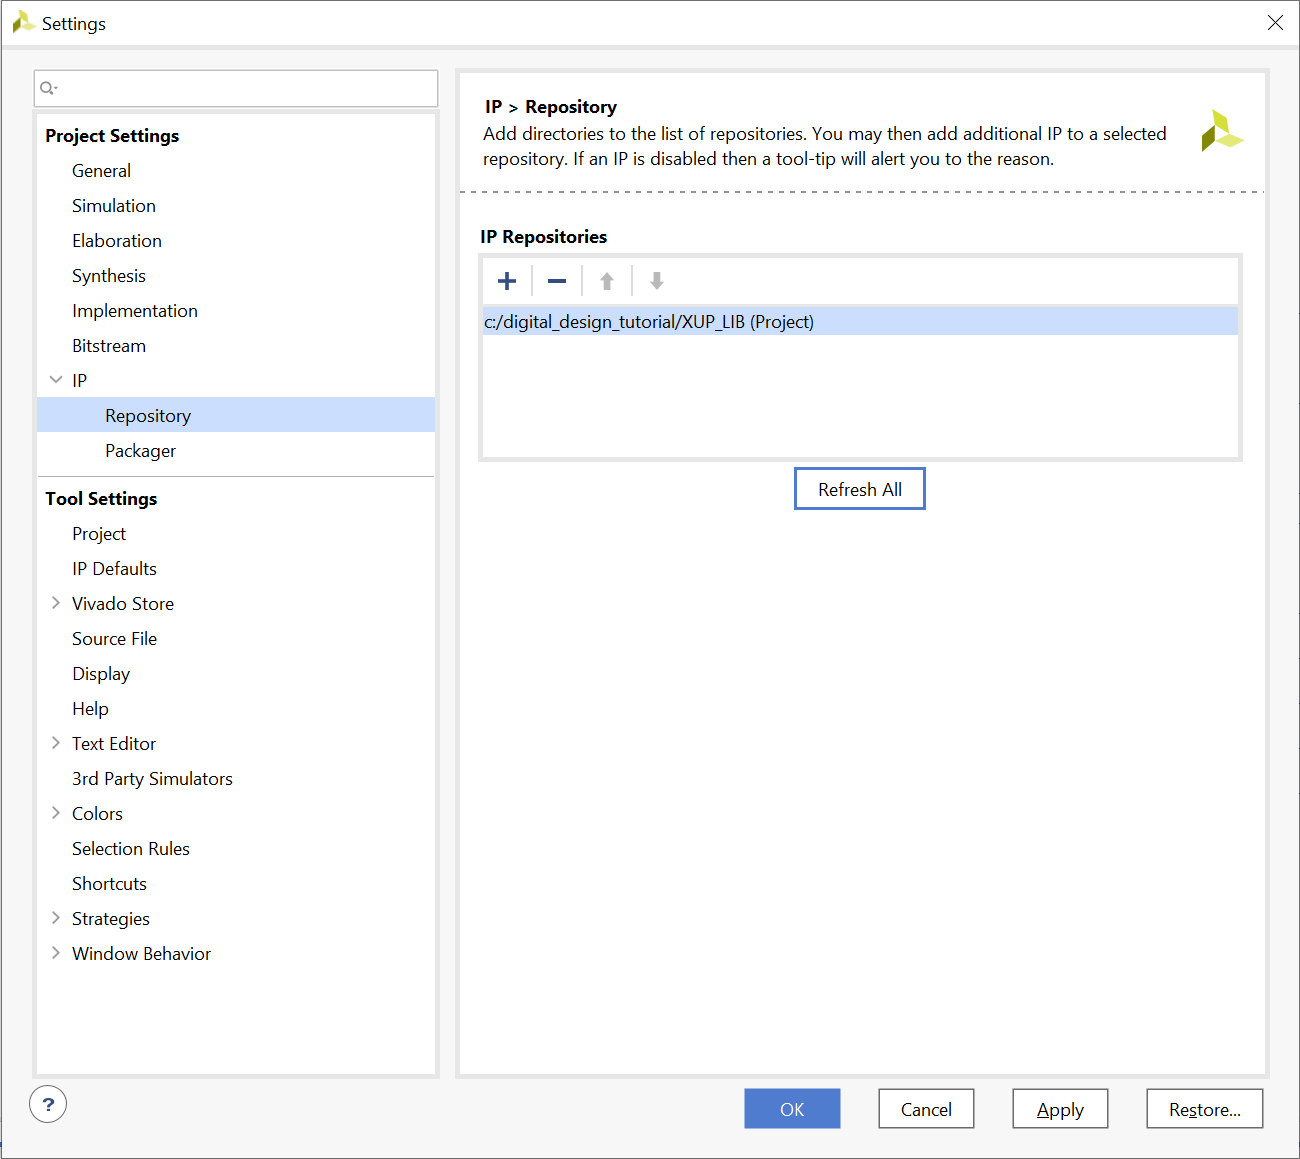 Settings
Project Settings
General
Simulation
Elaboration
Synthesis
Implementation
Bitstream
IP
Repository
Packager
Tool Settings
Project
IP Defaults
Vivado Store
Source File
Display
Help
Text Editor
3rd Party Simulators
Colors
Selection Rules
Shortcuts
Strategies
Window Behavior
IP > Repository
Add directories to the list of repositories. You may then add additional IP to a selected
repository. If an IP is disabled then a tool-tip will alert you to the reason.
IP Repositories
c:/digital_design_tutorial/XUP_LIB (Project)
Refresh All
?
OK
Cancel
Apply
Restore...